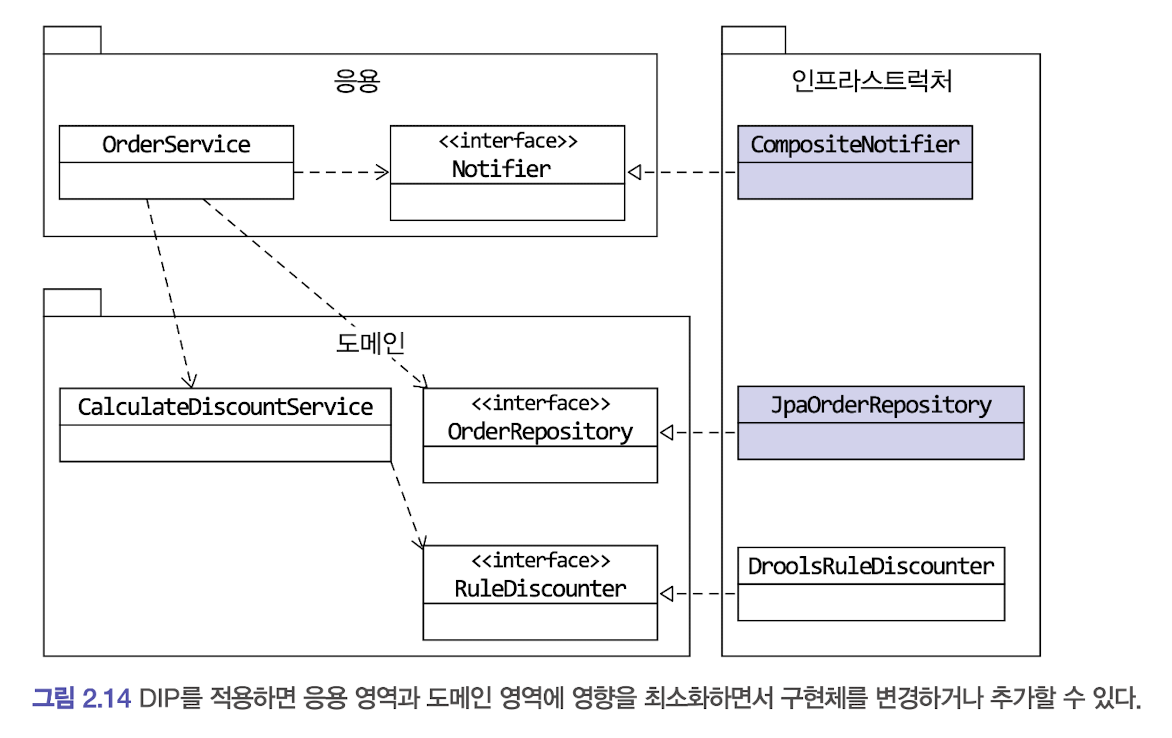 응용
인프라스트럭처
OrderService
<<interface>>
Notifier
CompositeNotifier
도메인
CalculateDiscountService
<<interface>>
OrderRepository
JpaOrderRepository
<<interface>>
RuleDiscounter
DroolsRuleDiscounter
그림 2.14 DIP를 적용하면 응용 영역과 도메인 영역에 영향을 최소화하면서 구현체를 변경하거나 추가할 수 있다.